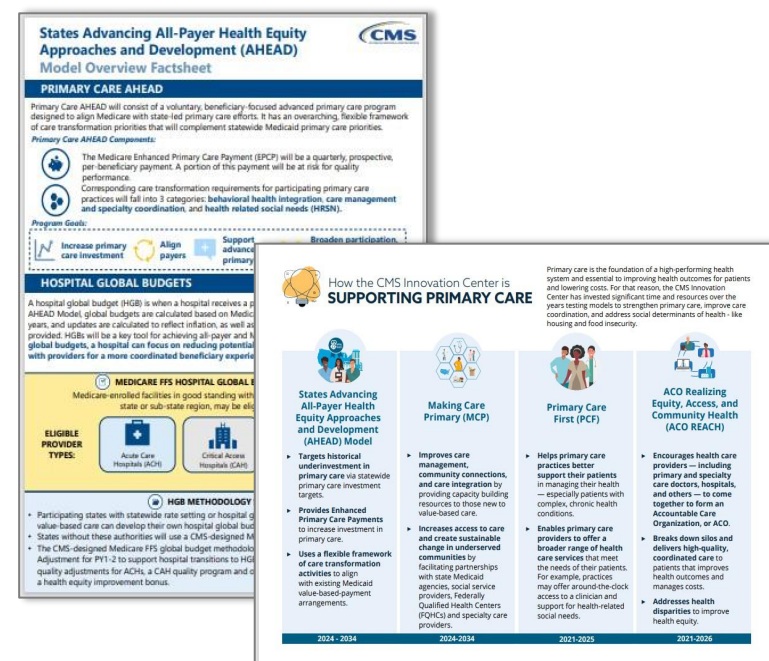 States Advancing All-Payer Health Equity
Approaches and Development (AHEAD)
Model Overview Factsheet
CMS
PRIMARY CARE AHEAD
Primary Care AHEAD will consist of a voluntary, beneficiary-focused advanced primary care program
designed to align Medicare with state-led primary care efforts. It has an overarching, flexible framework
of care transformation priorities that will complement statewide Medicaid primary care priorities.
Primary Care AHEAD Components:
The Medicare Enhanced Primary Care Payment (EPCP) will be a quarterly, prospective,
per-beneficiary payment. A portion of this payment will be at risk for quality
performance.
Corresponding care transformation requirements for participating primary care
practices will fall into 3 categories: behavioral health integration, care management
and specialty coordination, and health related social needs (HRSN).
Program Goals:
Increase primary
care investment
Align
payers
Support
advance
primary
Broaden participation,
HOSPITAL GLOBAL BUDGETS
A hospital global budget (HGB) is when a hospital receives a p
AHEAD Model, global budgets are calculated based on Medic
years, and updates are calculated to reflect inflation, as well as
provided. HGBs will be a key tool for achieving all-payer and M
global budgets, a hospital can focus on reducing potential
with providers for a more coordinated beneficiary experie
MEDICARE FFS HOSPITAL GLOBAL B
Medicare-enrolled facilities in good standing with
state or sub-state region, may be elig
ELIGIBLE
PROVIDER
TYPES:
Acute Care
Hospitals (ACH)
Critical Access
Hospitals (CAH)
HGB METHODOLOGY
• Participating states with statewide rate setting or hospital g
value-based care can develop their own hospital global bud
• States without these authorities will use a CMS-designed M
• The CMS-designed Medicare FFS global budget methodolo
Adjustment for PY1-2 to support hospital transitions to HG
quality adjustments for ACHs, a CAH quality program and o
a health equity improvement bonus.
How the CMS Innovation Center is
SUPPORTING PRIMARY CARE
Primary care is the foundation of a high-performing health
system and essential to improving health outcomes for patients
and lowering costs. For that reason, the CMS Innovation
Center has invested significant time and resources over the
years testing models to strengthen primary care, improve care
coordination, and address social determinants of health - like
housing and food insecurity.
States Advancing
All-Payer Health
Equity Approaches
and Development
(AHEAD) Model
▸ Targets historical
underinvestment in
primary care via statewide
primary care investment
targets.
▸ Provides Enhanced
Primary Care Payments
to increase investment in
primary care.
▸ Uses a flexible framework
of care transformation
activities to align
with existing Medicaid
value-based-payment
arrangements.
2024 - 2034
Making Care
Primary (MCP)
▸ Improves care
management,
community connections,
and care integration by
providing capacity building
resources to those new to
value-based care.
▸ Increases access to care
and create sustainable
change in underserved
communities by
facilitating partnerships
with state Medicaid
agencies, social service
providers, Federally
Qualified Health Centers
(FQHCs) and specialty care
providers.
2024-2034
Primary Care
First (PCF)
▸ Helps primary care
practices better
support their patients
in managing their health
— especially patients with
complex, chronic health
conditions.
▸ Enables primary care
providers to offer a
broader range of health
care services that meet
the needs of their patients.
For example, practices
may offer around-the-clock
access to a clinician and
support for health-related
social needs.
2021-2025
ACO Realizing
Equity, Access, and
Community Health
(ACO REACH)
▸ Encourages health care
providers — including
primary and specialty
care doctors, hospitals,
and others — to come
together to form an
Accountable Care
Organization, or ACO.
▸ Breaks down silos and
delivers high-quality,
coordinated care to
patients that improves
health outcomes and
manages costs.
▸ Addresses health
disparities to improve
health equity.
2021-2026